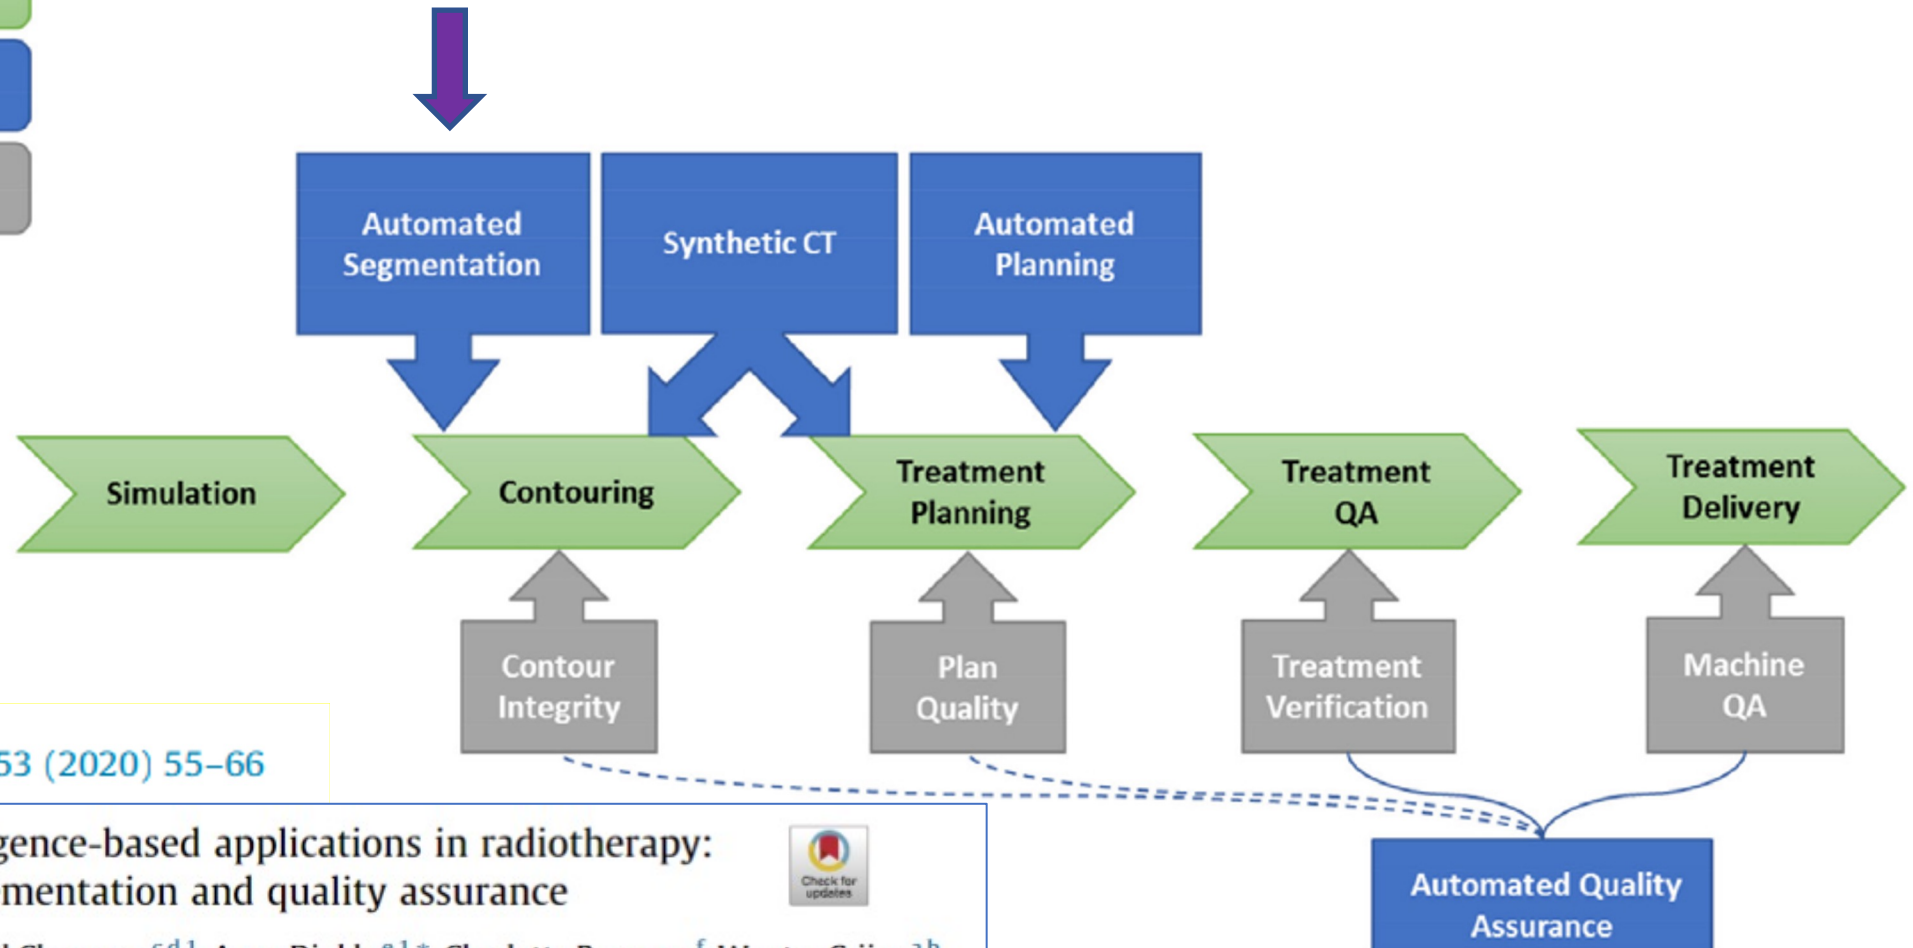 Automated
Segmentation
Synthetic CT
Automated
Planning
Simulation
Contouring
Treatment
Planning
Treatment
QA
Treatment
Delivery
Contour
Integrity
Plan
Quality
Treatment
Verification
Machine
QA
53 (2020) 55–66
gence-based applications in radiotherapy:
ementation and quality assurance
Check for
updates
Automated Quality
Assurance